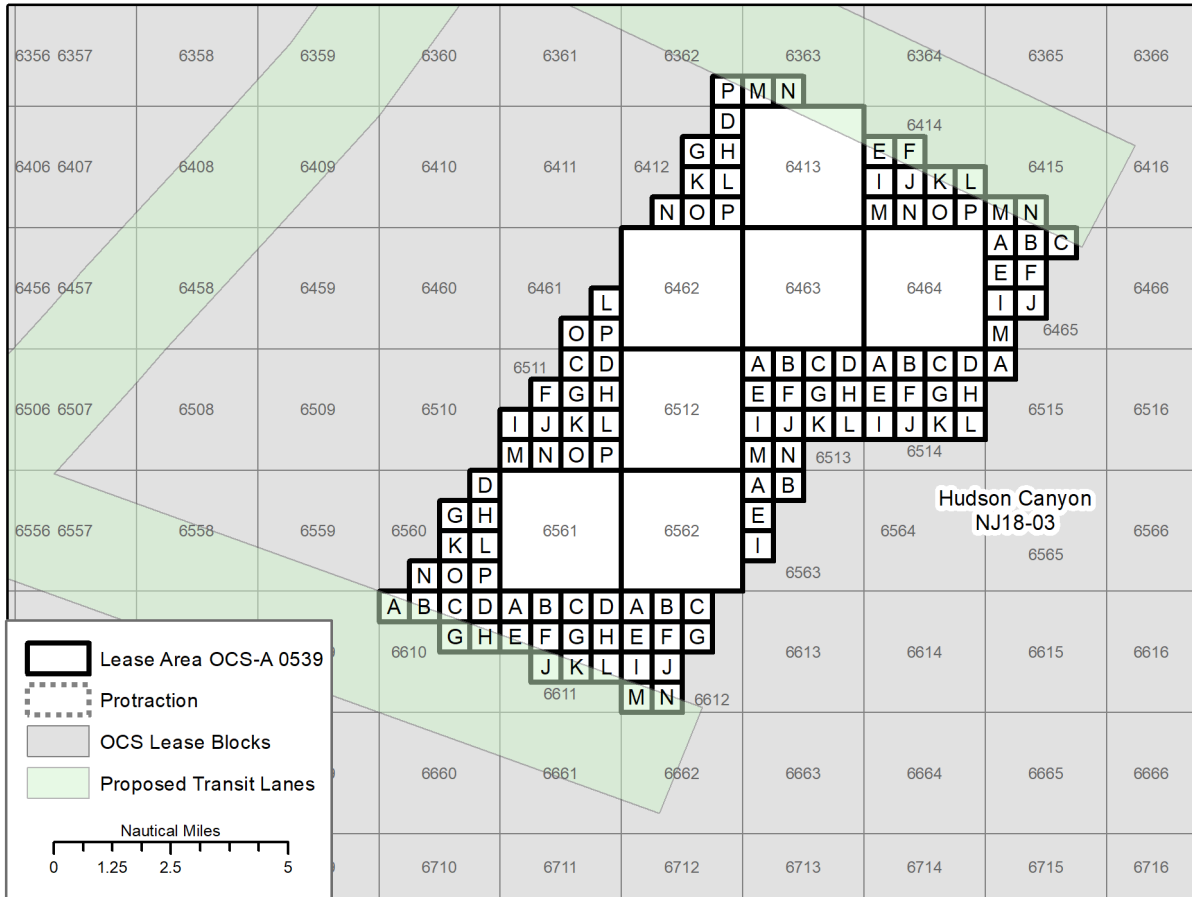 6356 6357 6358 6359 6360 6361 6362 6363 6364 6365 6366
P M N
D
6414
G H E F
6406 6407 6408 6409 6410 6411 6412 6413 6415 6416
K L I J K L
N O P M N O P M N
A B C
E F
6456 6457 6458 6459 6460 6461 6462 6463 6464 6466
L I J
O P M 6465
6511 C D A B C D A B C D A
F G H E F G H E F G H
6506 6507 6508 6509 6510 6512 6515 6516
I J K L I J K L I J K L
M N O P M N 6513 6514
D A B
Hudson Canyon
NJ18-03
G H E
6556 6557 6558 6559 6560 6561 6562 6564 6566
K L I 6565
N O P 6563
A B C D A B C D A B C
G H E F G H E F G
6610 6613 6614 6615 6616
J K L I J
6611 M N 6612
6660 6661 6662 6663 6664 6665 6666
6710 6711 6712 6713 6714 6715 6716
Lease Area OCS-A 0539
Protraction
OCS Lease Blocks
Proposed Transit Lanes
Nautical Miles
0 1.25 2.5 5